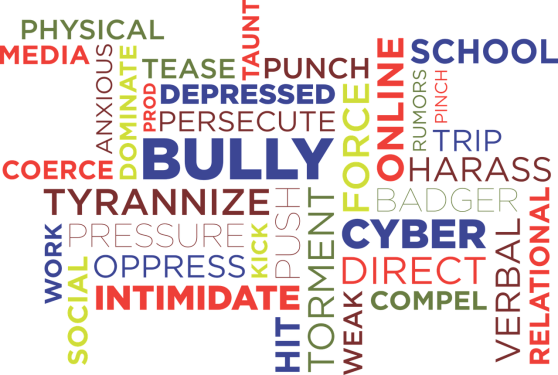 PHYSICAL
TAUNT
MEDIA
ANXIOUS
DOMINATE
TEASE
PUNCH
ONLINE
SCHOOL
PROD
DEPRESSED
FORCE
RUMORS
PINCH
PERSECUTE
TRIP
BULLY
COERCE
HARASS
TYRANNIZE
PUSH
TORMENT
BADGER
RELATIONAL
WORK
PRESSURE
KICK
CYBER
VERBAL
SOCIAL
OPPRESS
DIRECT
INTIMIDATE
WEAK
COMPEL
HIT